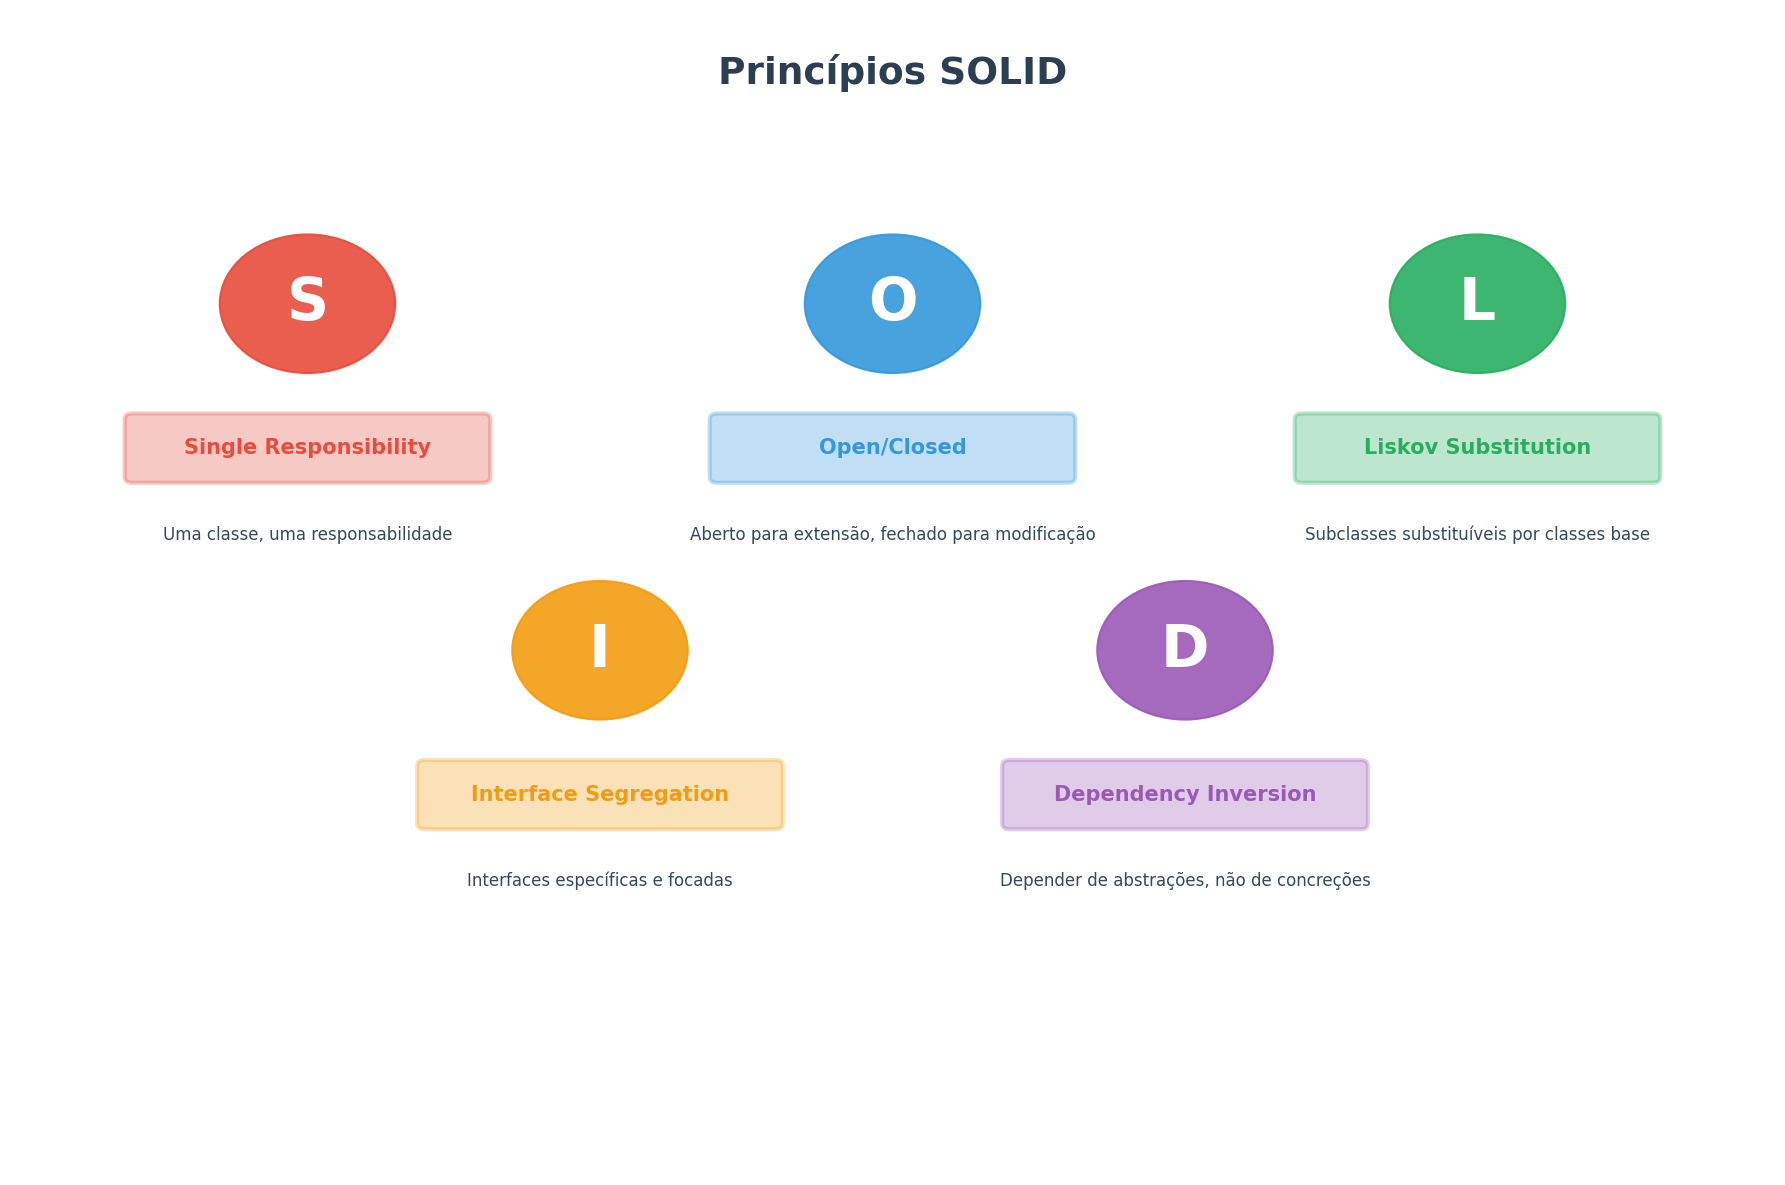 Princípios SOLID
S
O
L
Single Responsibility
Open/Closed
Liskov Substitution
Uma classe, uma responsabilidade
Aberto para extensão, fechado para modificação
Subclasses substituíveis por classes base
I
D
Interface Segregation
Dependency Inversion
Interfaces específicas e focadas
Depender de abstrações, não de concreções